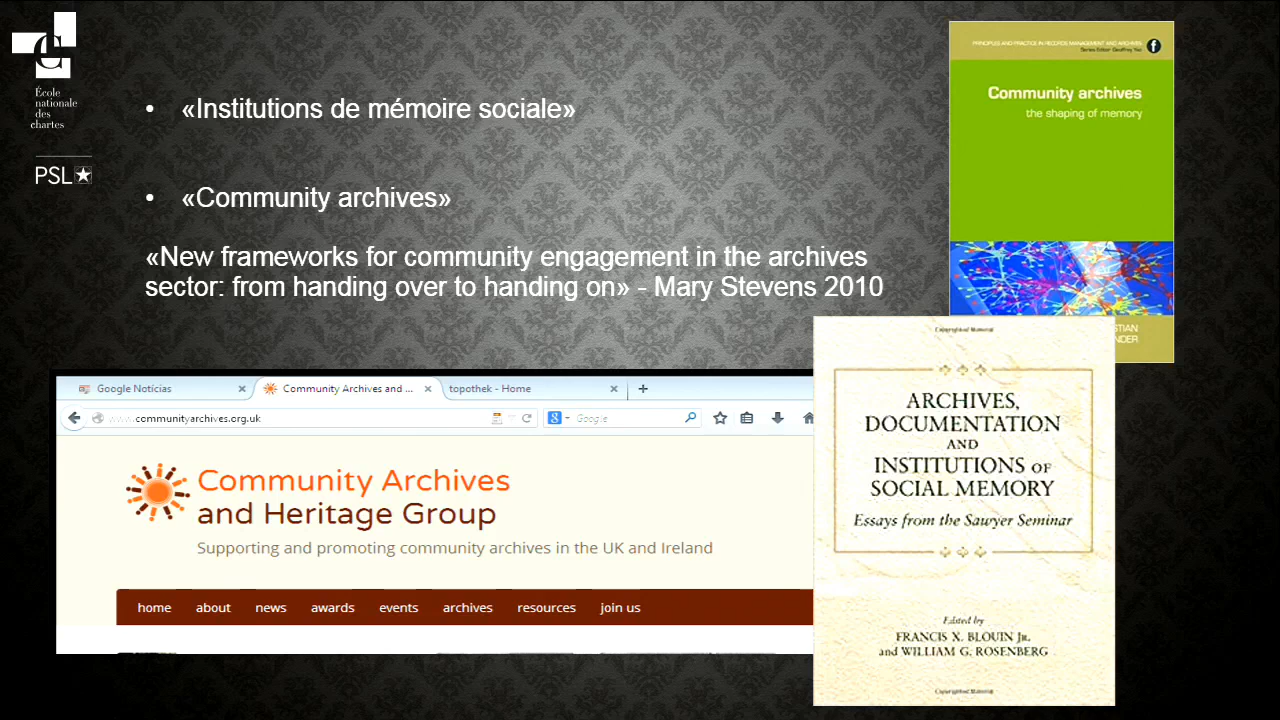 École
nationale
des
chartes
PSL
• «Institutions de mémoire sociale»
• «Community archives»
«New frameworks for community engagement in the archives
sector: from handing over to handing on» - Mary Stevens 2010
PRINCIPLES AND PRACTICE IN RECORDS MANAGEMENT AND ARCHIVES
Series Editor: Geoffrey Yeo
f
Community archives
the shaping of memory
Google Notícias
Community Archives and ...
topothek - Home
www.communityarchives.org.uk
Google
Community Archives
and Heritage Group
Supporting and promoting community archives in the UK and Ireland
home about news awards events archives resources join us
Copyrighted Material
ARCHIVES,
DOCUMENTATION
AND
INSTITUTIONS OF
SOCIAL MEMORY
Essays from the Sawyer Seminar
Edited by
FRANCIS X. BLOUIN JR.
and WILLIAM G. ROSENBERG
Copyrighted Material